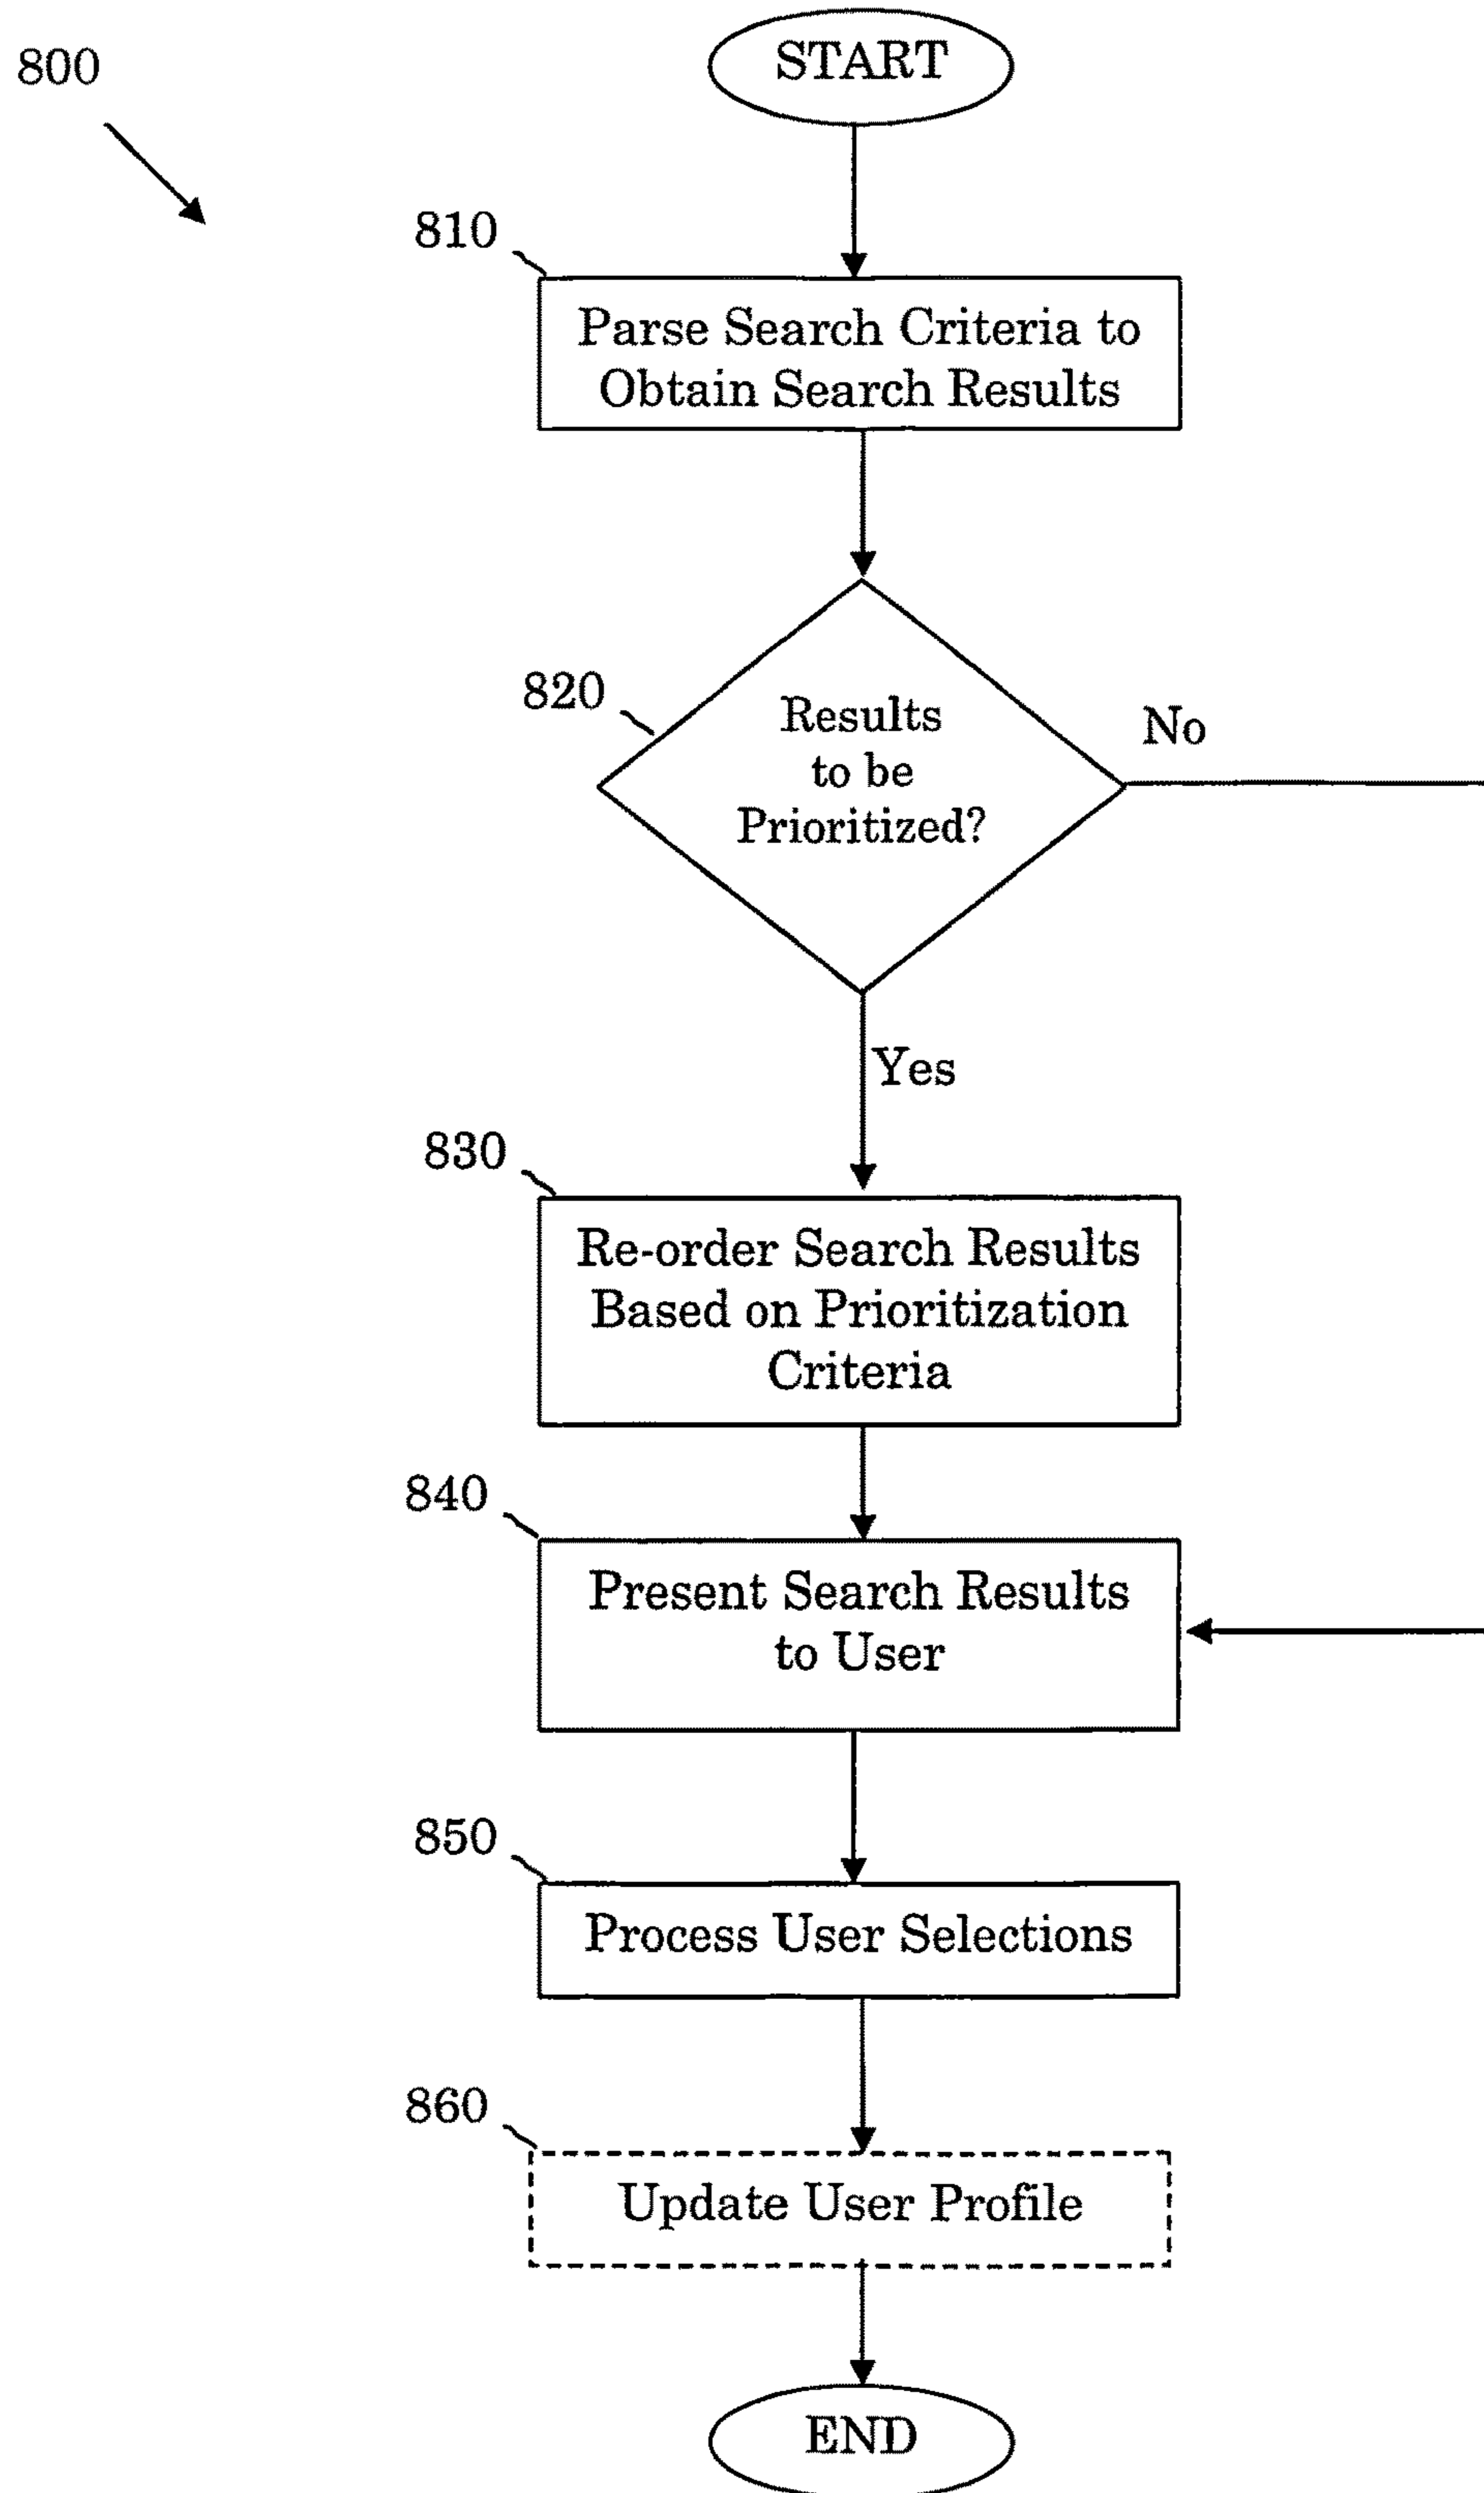 800
START
810
Parse Search Criteria to
Obtain Search Results
820
Results
to be
Prioritized?
No
Yes
830
Re-order Search Results
Based on Prioritization
Criteria
840
Present Search Results
to User
850
Process User Selections
860
Update User Profile
END